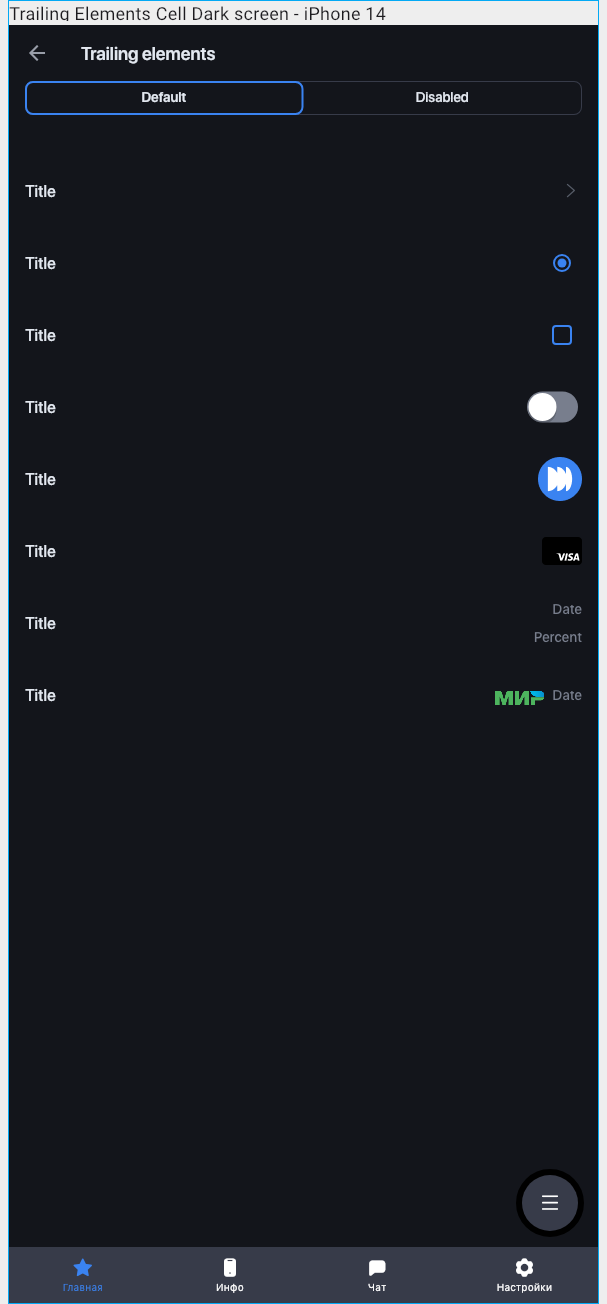 Trailing Elements Cell Dark screen - iPhone 14
Trailing elements
Default
Disabled
Title
Title
Title
Title
Title
Title
VISA
Date
Title
Percent
Title
МИР Date
Главная
Инфо
Чат
Настройки